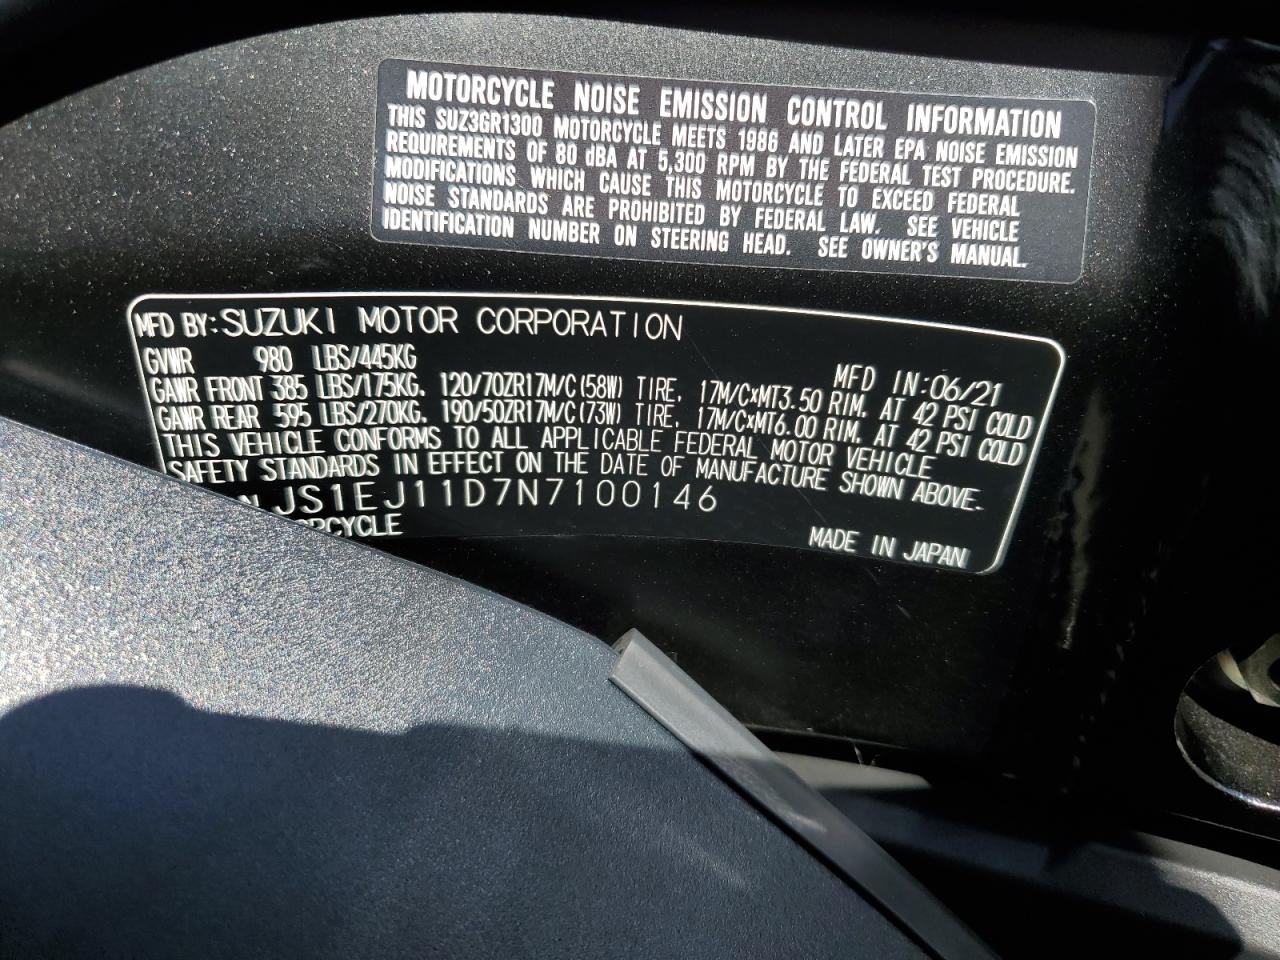 MOTORCYCLE NOISE EMISSION CONTROL INFORMATION
THIS SUZ3GR1300 MOTORCYCLE MEETS 1986 AND LATER EPA NOISE EMISSION
REQUIREMENTS OF 80 dBA AT 5,300 RPM BY THE FEDERAL TEST PROCEDURE.
MODIFICATIONS WHICH CAUSE THIS MOTORCYCLE TO EXCEED FEDERAL
NOISE STANDARDS ARE PROHIBITED BY FEDERAL LAW. SEE VEHICLE
IDENTIFICATION NUMBER ON STEERING HEAD. SEE OWNER'S MANUAL.
MFD BY:SUZUKI MOTOR CORPORATION
MFD IN:06/21
GVWR 980 LBS/445KG
GAWR FRONT 385 LBS/175KG. 120/70ZR17M/C(58W) TIRE, 17M/C×MT3.50 RIM. AT 42 PSI COLD
GAWR REAR 595 LBS/270KG. 190/50ZR17M/C(73W) TIRE, 17M/C×MT6.00 RIM. AT 42 PSI COLD
THIS VEHICLE CONFORMS TO ALL APPLICABLE FEDERAL MOTOR VEHICLE
SAFETY STANDARDS IN EFFECT ON THE DATE OF MANUFACTURE SHOWN ABOVE.
JS1EJ11D7N7100146
RCYCLE
MADE IN JAPAN